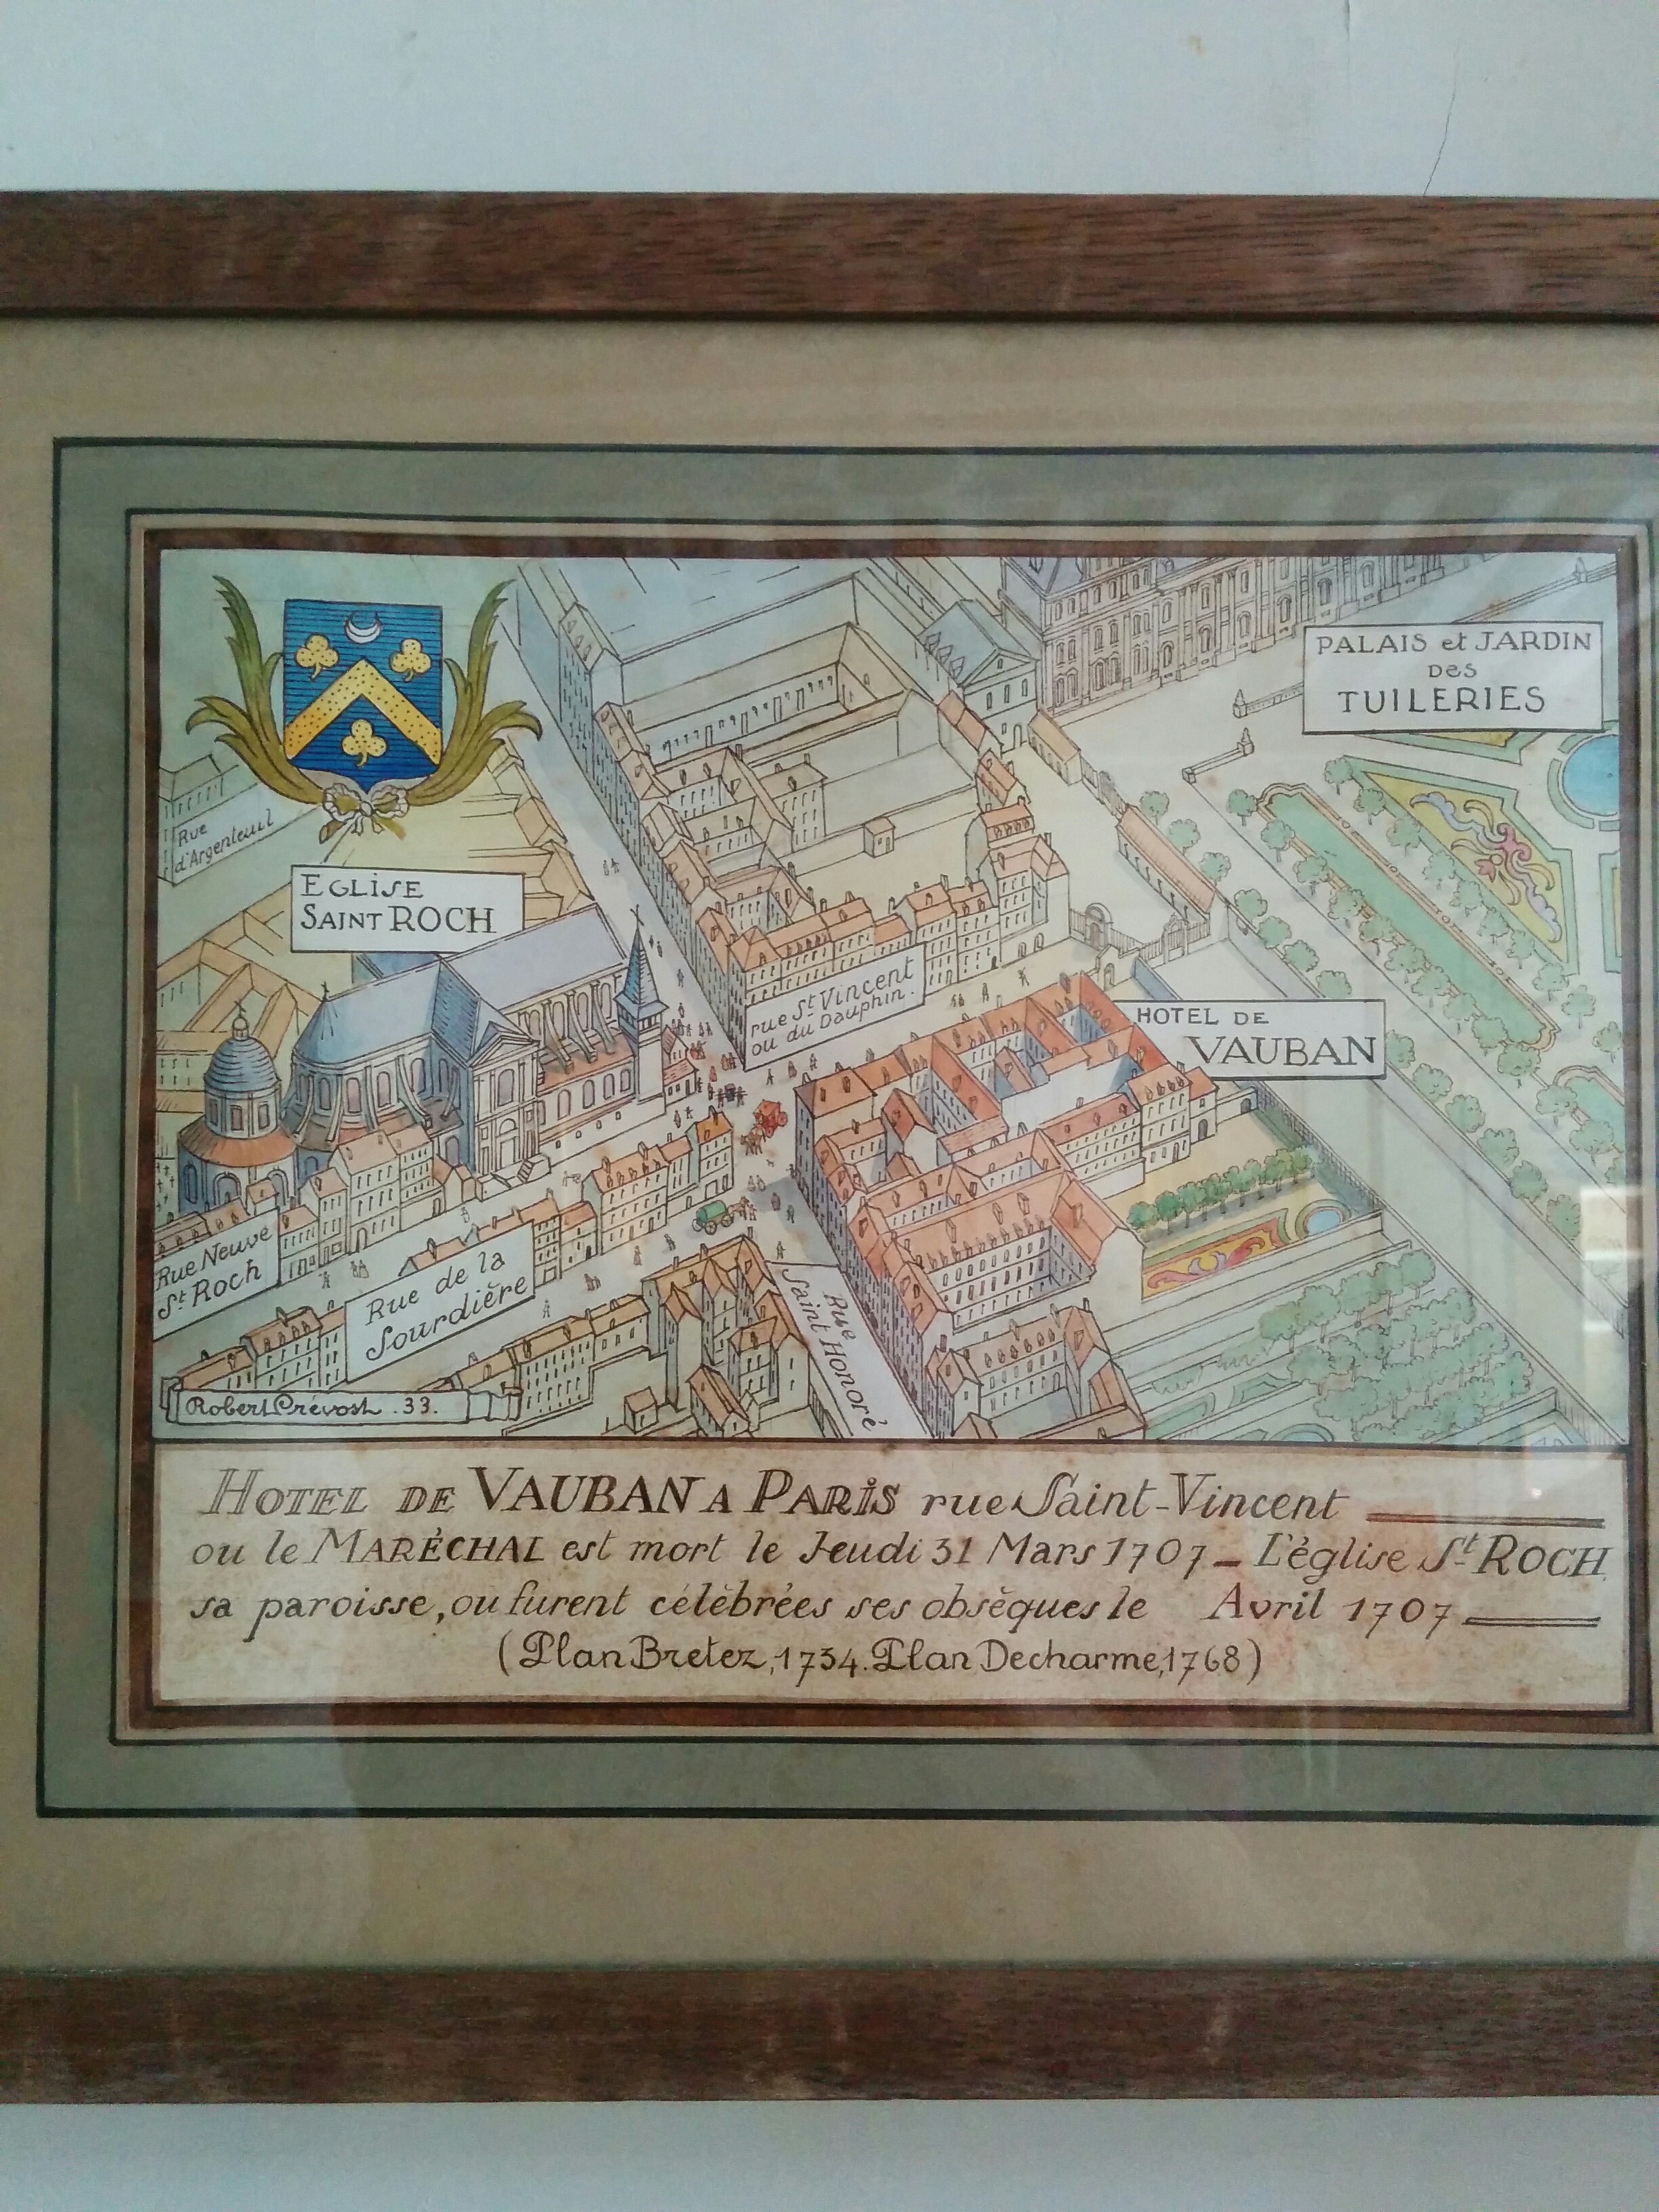 PALAIS et JARDIN
DES
TUILERIES
Rue
d'Argenteuil
EGLISE
SAINT ROCH
rue St Vincent
ou du Dauphin.
HOTEL DE
VAUBAN
Rue Neuve
St Roch
Rue de la
Sourdière
Rue
Saint Honoré
Robert Prévost . 33.
HOTEL DE VAUBAN A PARIS rue Saint-Vincent
ou le MARÉCHAL est mort le Jeudi 31 Mars 1707 - L'église St ROCH
sa paroisse, ou furent célèbrées ses obsèques le Avril 1707
(Plan Bretez, 1734. Plan Decharme, 1768)